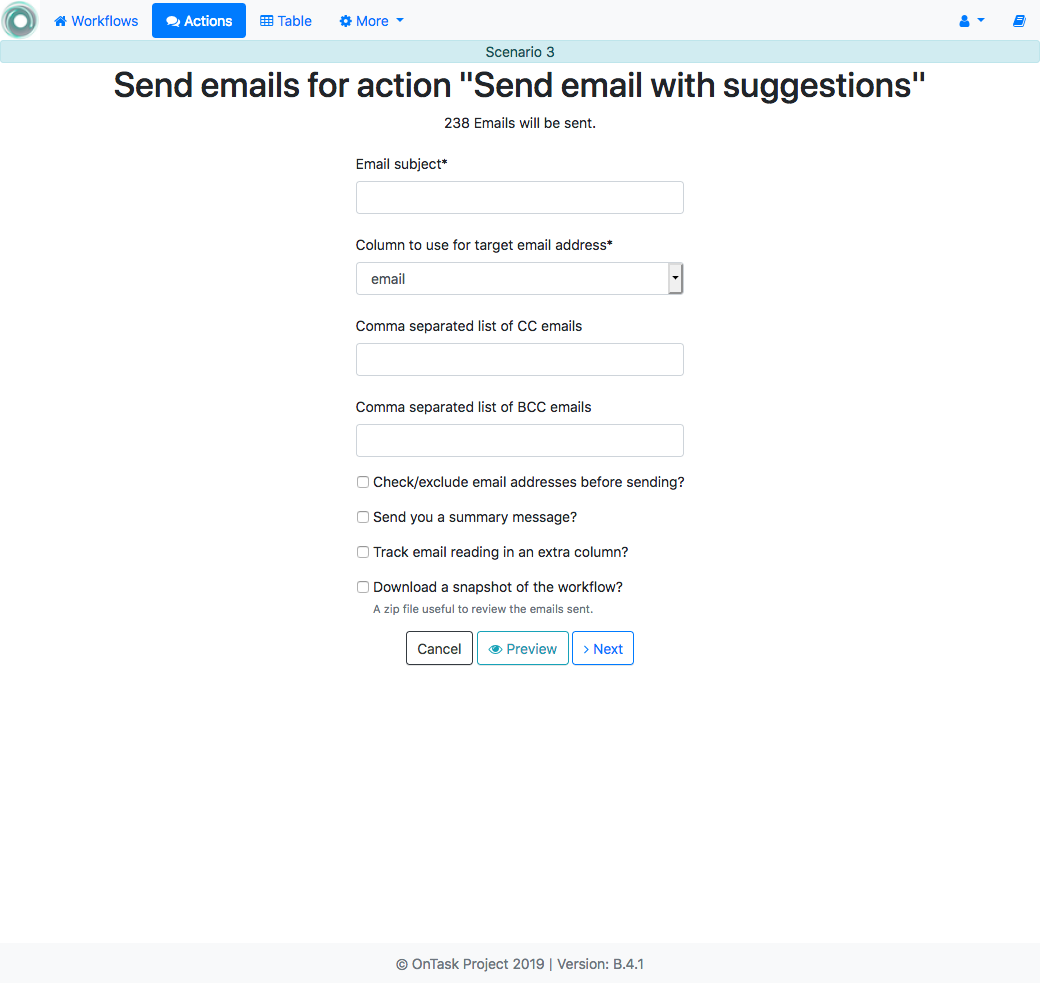 Workflows Actions Table More
Scenario 3
Send emails for action "Send email with suggestions"
238 Emails will be sent.
Email subject*
Column to use for target email address*
email
Comma separated list of CC emails
Comma separated list of BCC emails
Check/exclude email addresses before sending?
Send you a summary message?
Track email reading in an extra column?
Download a snapshot of the workflow?
A zip file useful to review the emails sent.
Cancel Preview Next
© OnTask Project 2019 | Version: B.4.1